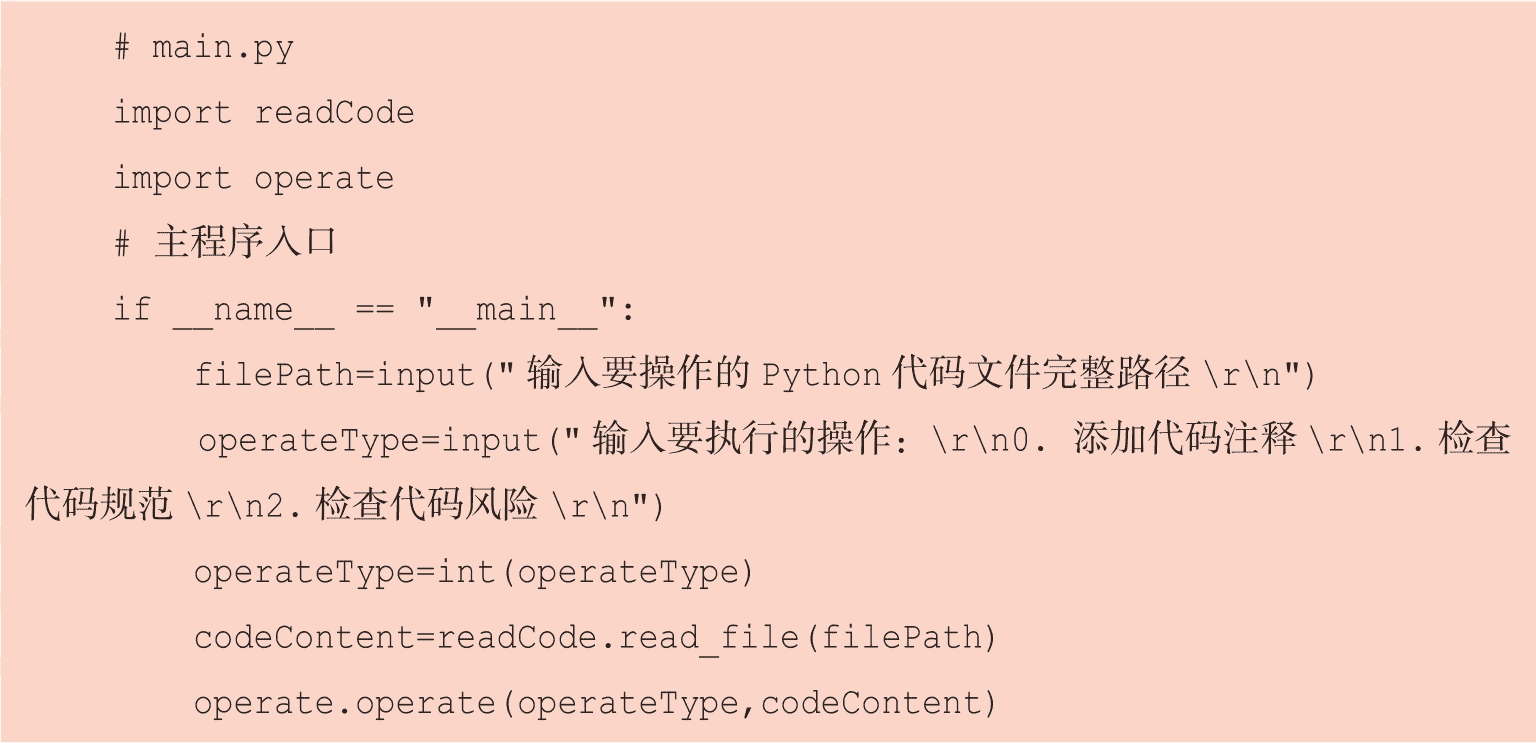 # main.py
import readCode
import operate
# 主程序入口
if __name__ == "__main__":
filePath=input("输入要操作的 Python 代码文件完整路径 \r\n")
operateType=input("输入要执行的操作：\r\n0. 添加代码注释 \r\n1. 检查
代码规范 \r\n2. 检查代码风险 \r\n")
operateType=int(operateType)
codeContent=readCode.read_file(filePath)
operate.operate(operateType,codeContent)